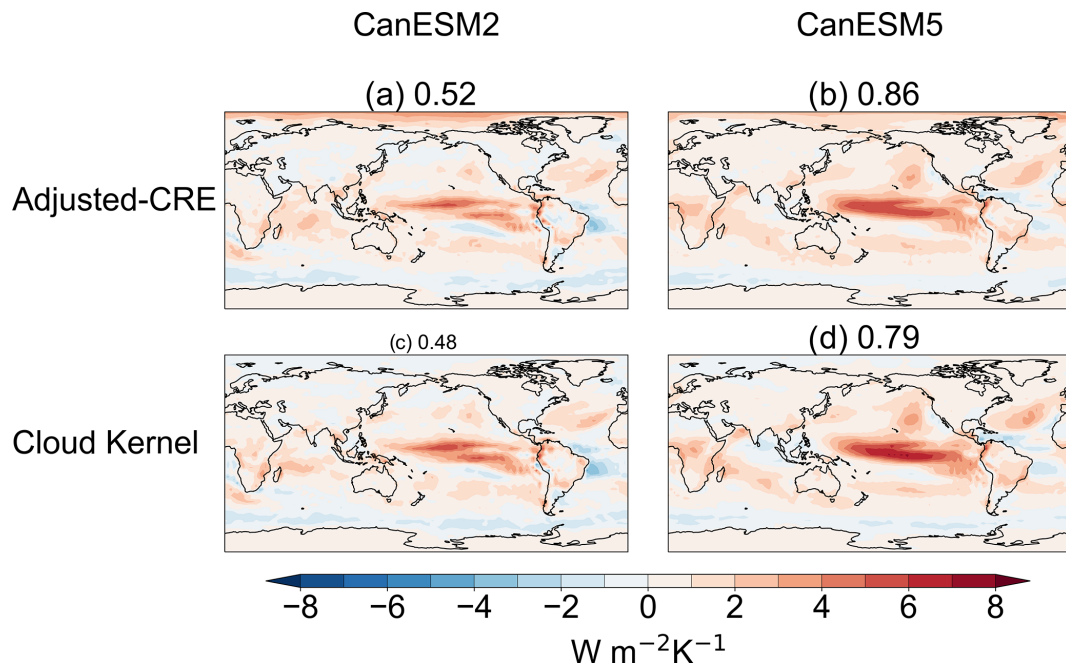 CanESM2 CanESM5
(a) 0.52 (b) 0.86
Adjusted-CRE
(c) 0.48 (d) 0.79
Cloud Kernel
−8 −6 −4 −2 0 2 4 6 8
W m⁻²K⁻¹